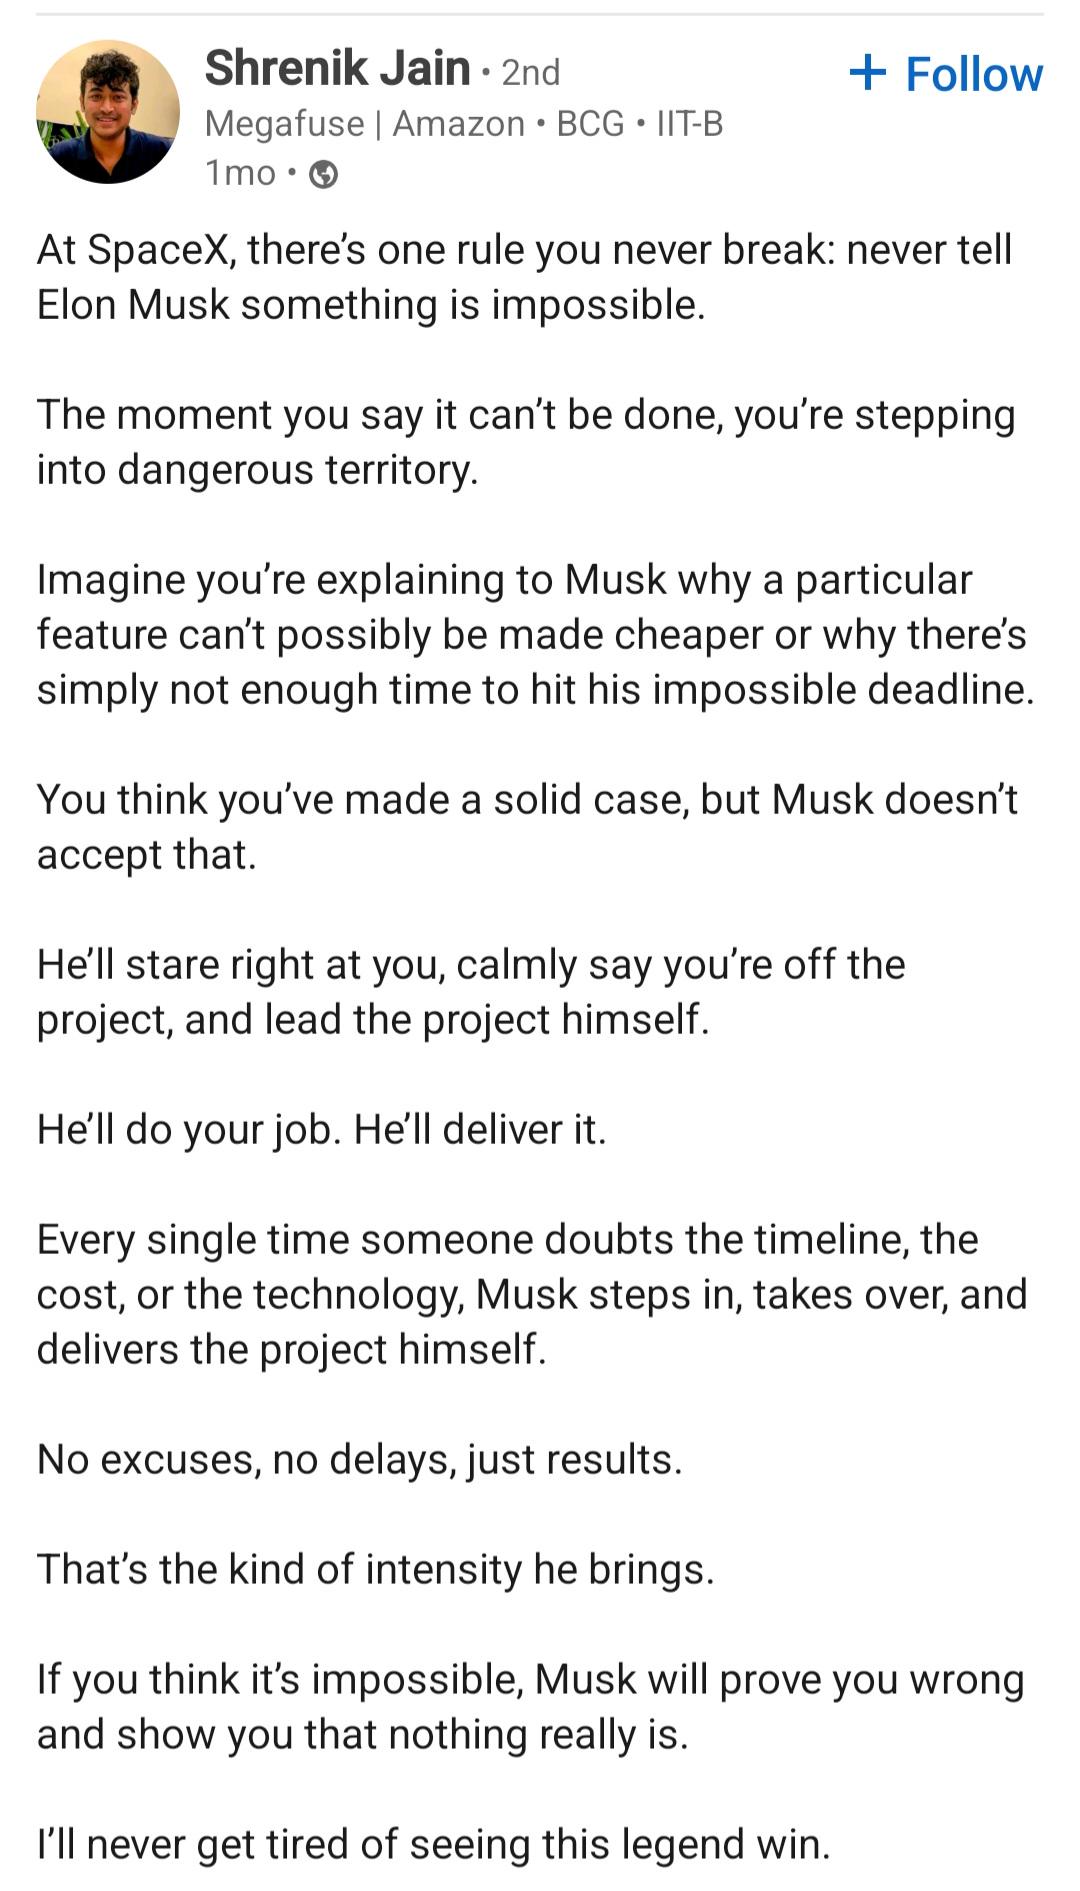 Shrenik Jain • 2nd
+ Follow
Megafuse | Amazon • BCG • IIT-B
1mo •
At SpaceX, there’s one rule you never break: never tell
Elon Musk something is impossible.
The moment you say it can’t be done, you’re stepping
into dangerous territory.
Imagine you’re explaining to Musk why a particular
feature can’t possibly be made cheaper or why there’s
simply not enough time to hit his impossible deadline.
You think you’ve made a solid case, but Musk doesn’t
accept that.
He’ll stare right at you, calmly say you’re off the
project, and lead the project himself.
He’ll do your job. He’ll deliver it.
Every single time someone doubts the timeline, the
cost, or the technology, Musk steps in, takes over, and
delivers the project himself.
No excuses, no delays, just results.
That’s the kind of intensity he brings.
If you think it’s impossible, Musk will prove you wrong
and show you that nothing really is.
I’ll never get tired of seeing this legend win.